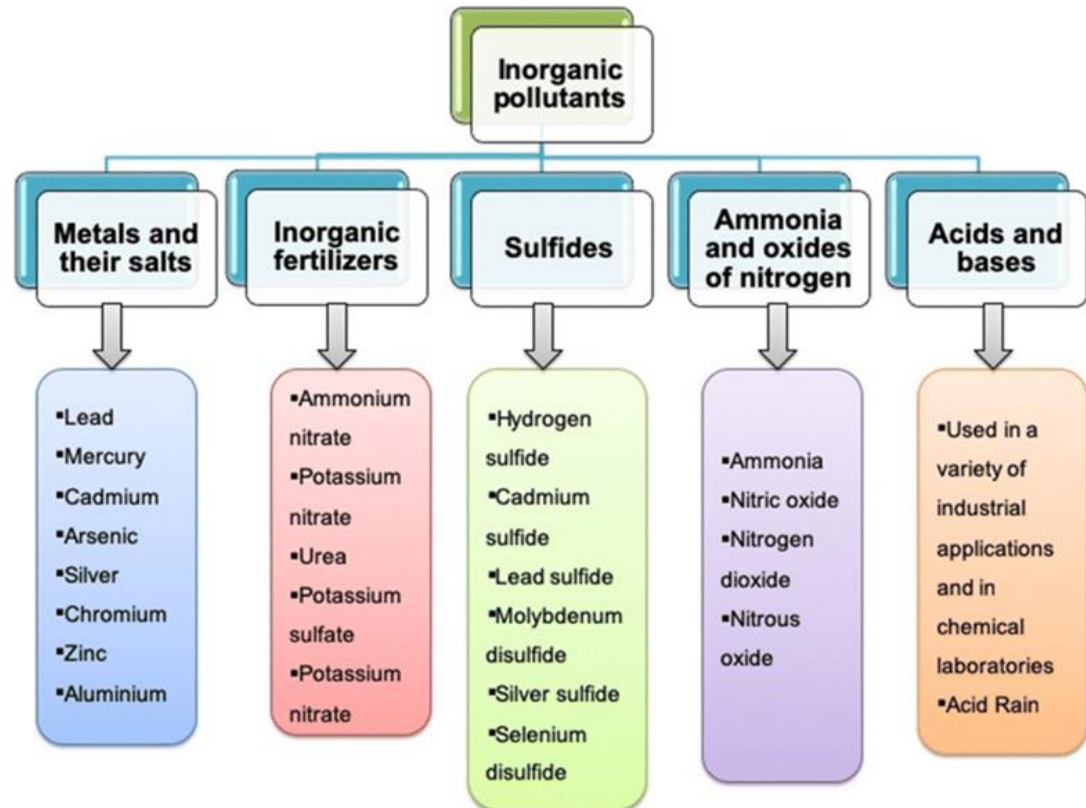 Inorganic
pollutants
Metals and
their salts
Inorganic
fertilizers
Sulfides
Ammonia
and oxides
of nitrogen
Acids and
bases
▪Lead
▪Mercury
▪Cadmium
▪Arsenic
▪Silver
▪Chromium
▪Zinc
▪Aluminium
▪Ammonium
nitrate
▪Potassium
nitrate
▪Urea
▪Potassium
sulfate
▪Potassium
nitrate
▪Hydrogen
sulfide
▪Cadmium
sulfide
▪Lead sulfide
▪Molybdenum
disulfide
▪Silver sulfide
▪Selenium
disulfide
▪Ammonia
▪Nitric oxide
▪Nitrogen
dioxide
▪Nitrous
oxide
▪Used in a
variety of
industrial
applications
and in
chemical
laboratories
▪Acid Rain